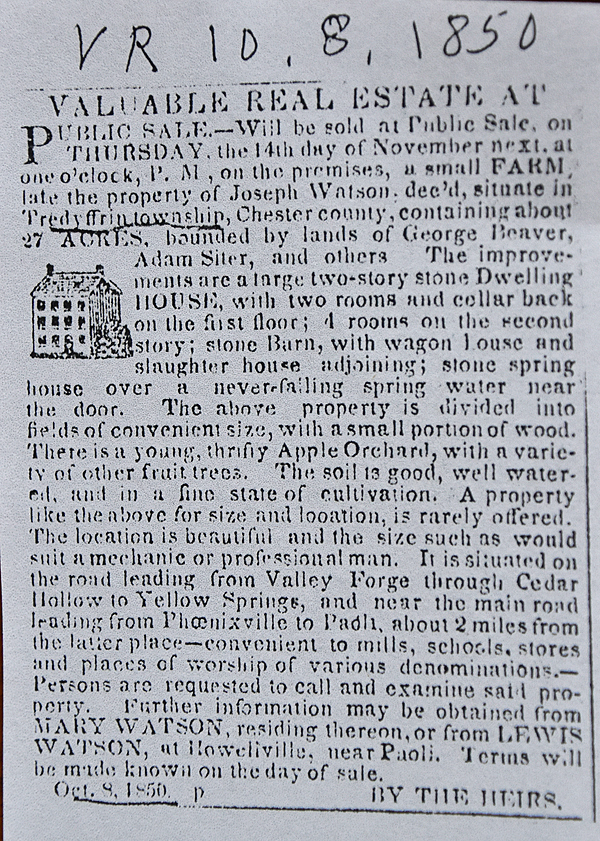 VR 10.8.1850
VALUABLE REAL ESTATE AT
PUBLIC SALE.—Will be sold at Public Sale, on
THURSDAY, the 14th day of November next, at
one o'clock, P. M., on the premises, a small FARM,
late the property of Joseph Watson, dec'd, situate in
Tredyffrin township, Chester county, containing about
27 ACRES, bounded by lands of George Beaver,
Adam Siter, and others The improve-
ments are a large two-story stone Dwelling
HOUSE, with two rooms and cellar back
on the first floor; 4 rooms on the second
story; stone Barn, with wagon house and
slaughter house adjoining; stone spring
house over a never-failing spring water near
the door. The above property is divided into
fields of convenient size, with a small portion of wood.
There is a young, thrifty Apple Orchard, with a varie-
ty of other fruit trees. The soil is good, well water-
ed, and in a fine state of cultivation. A property
like the above for size and looation, is rarely offered.
The location is beautiful and the size such as would
suit a mechanic or professional man. It is situated on
the road leading from Valley Forge through Cedar
Hollow to Yellow Springs, and near the main road
leading from Phœnixville to Paoli, about 2 miles from
the latter place—convenient to mills, schools, stores
and places of worship of various denominations.—
Persons are requested to call and examine said pro-
perty. Further information may be obtained from
MARY WATSON, residing thereon, or from LEWIS
WATSON, at Howellville, near Paoli. Terms will
be made known on the day of sale.
Oct. 8, 1850. p BY THE HEIRS.